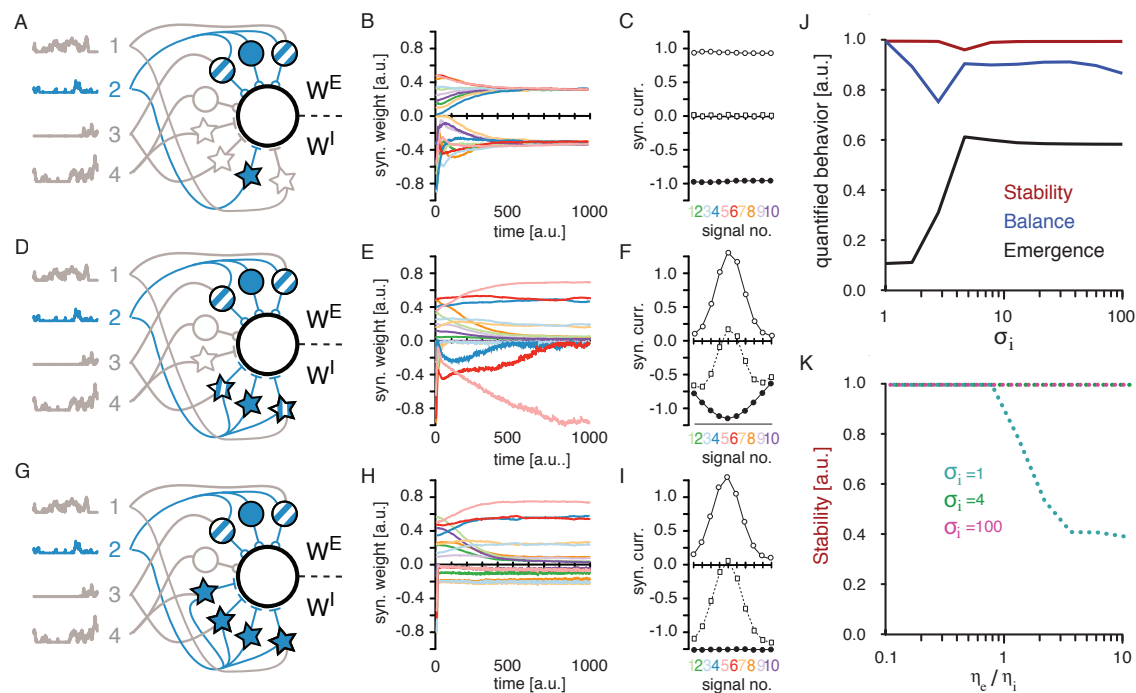 A
1
2
3
4
W^E
W^I
B
syn. weight [a.u.]
0.8
0.4
0.0
-0.4
-0.8
0 500 1000
time [a.u.]
C
syn. curr.
1.0
0.5
0.0
-0.5
-1.0
12345678910
signal no.
D
1
2
3
4
W^E
W^I
E
syn. weight [a.u.]
0.8
0.4
0.0
-0.4
-0.8
0 500 1000
time [a.u..]
F
syn. curr.
1.0
0.5
0.0
-0.5
-1.0
12345678910
signal no.
G
1
2
3
4
W^E
W^I
H
syn. weight [a.u.]
0.8
0.4
0.0
-0.4
-0.8
0 500 1000
time [a.u.]
I
syn. curr.
1.0
0.5
0.0
-0.5
-1.0
12345678910
signal no.
J
quantified behavior [a.u.]
1.0
0.8
0.6
0.4
0.2
0.0
Stability
Balance
Emergence
1 10 100
σ_i
K
Stability [a.u.]
1.0
0.8
0.6
0.4
0.2
0.0
σ_i =1
σ_i =4
σ_i =100
0.1 1 10
η_e / η_i